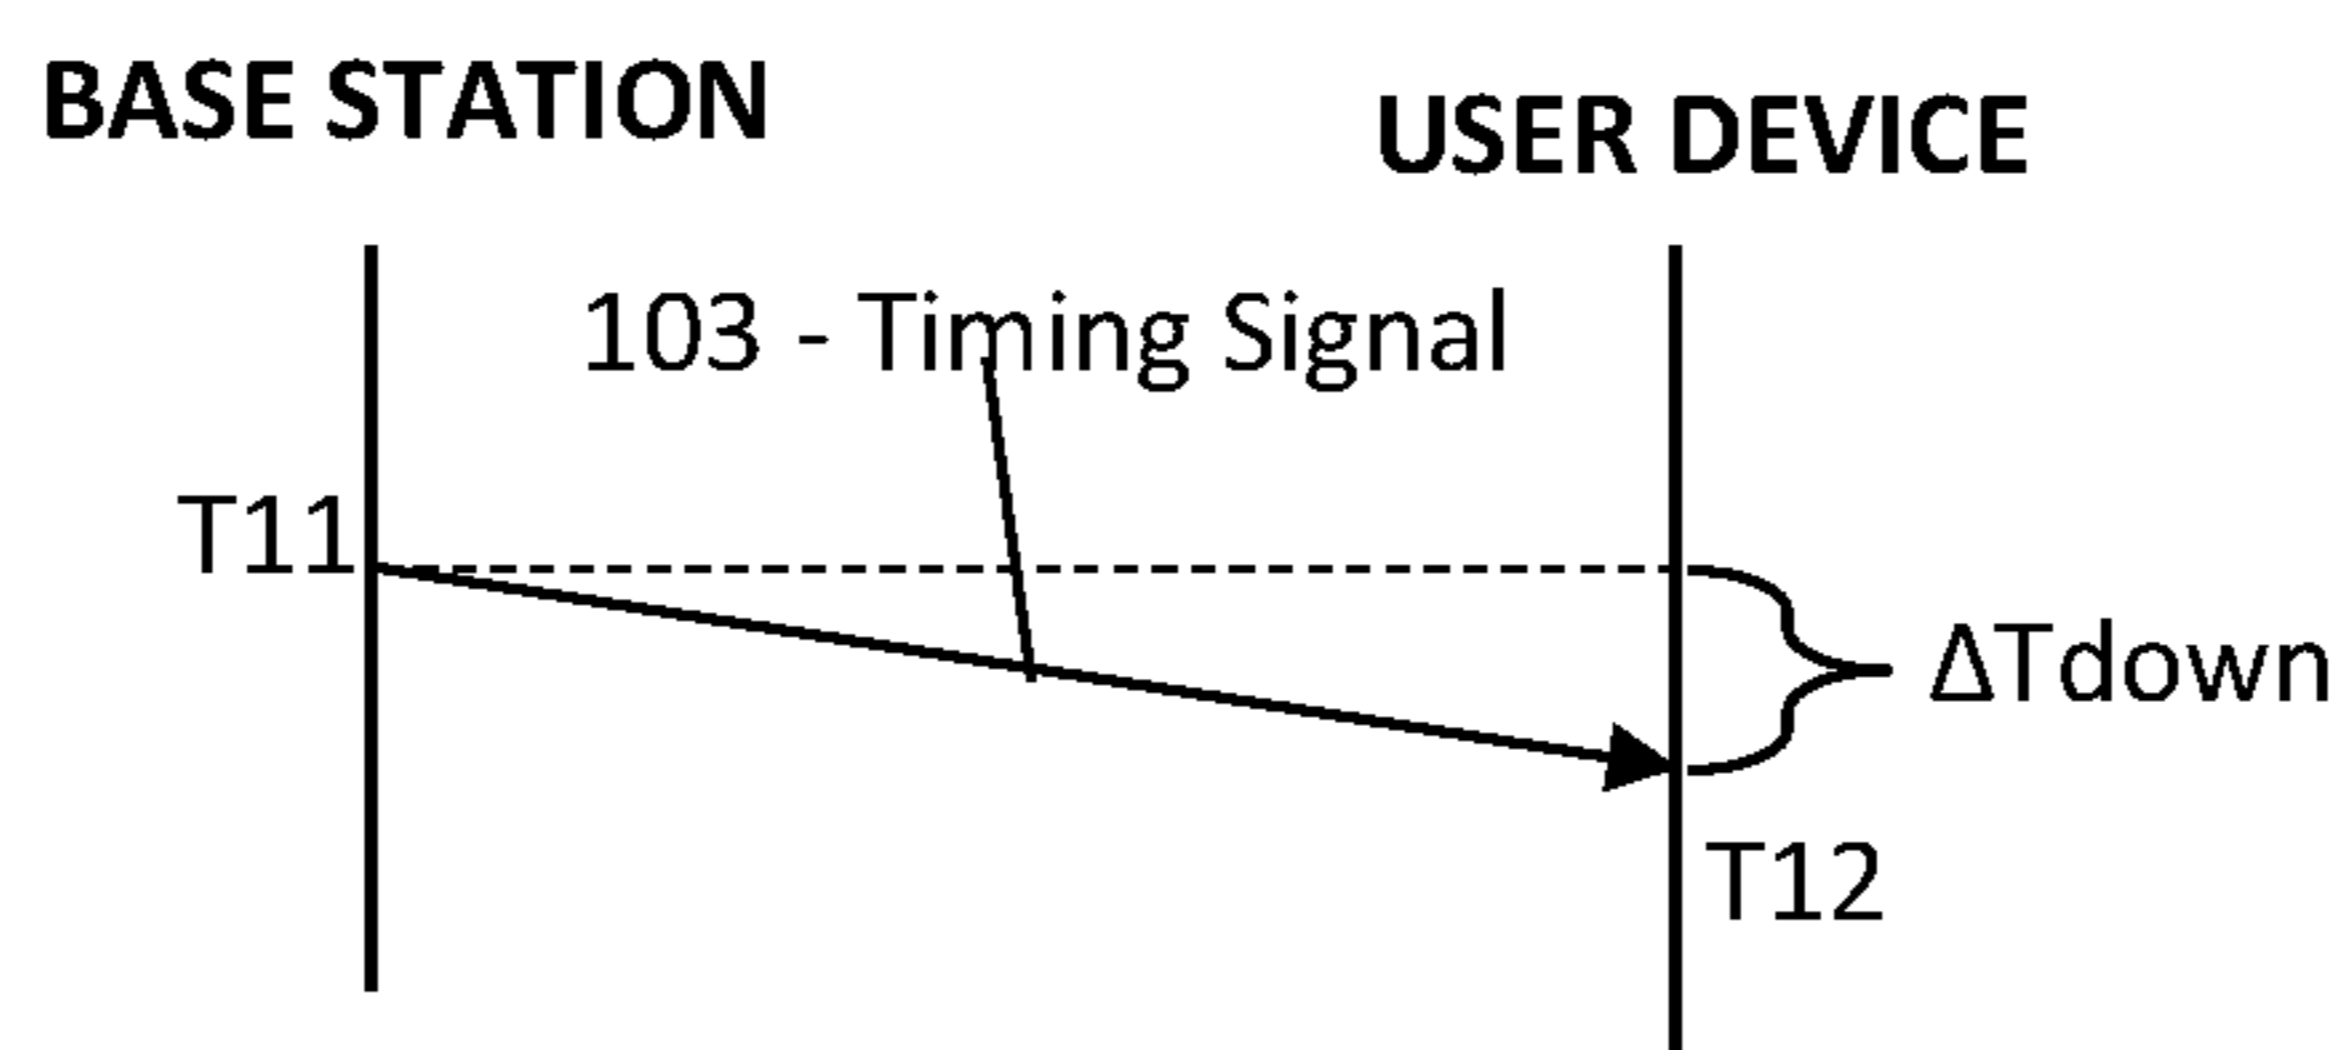 BASE STATION
USER DEVICE
103 - Timing Signal
T11
ΔTdown
T12